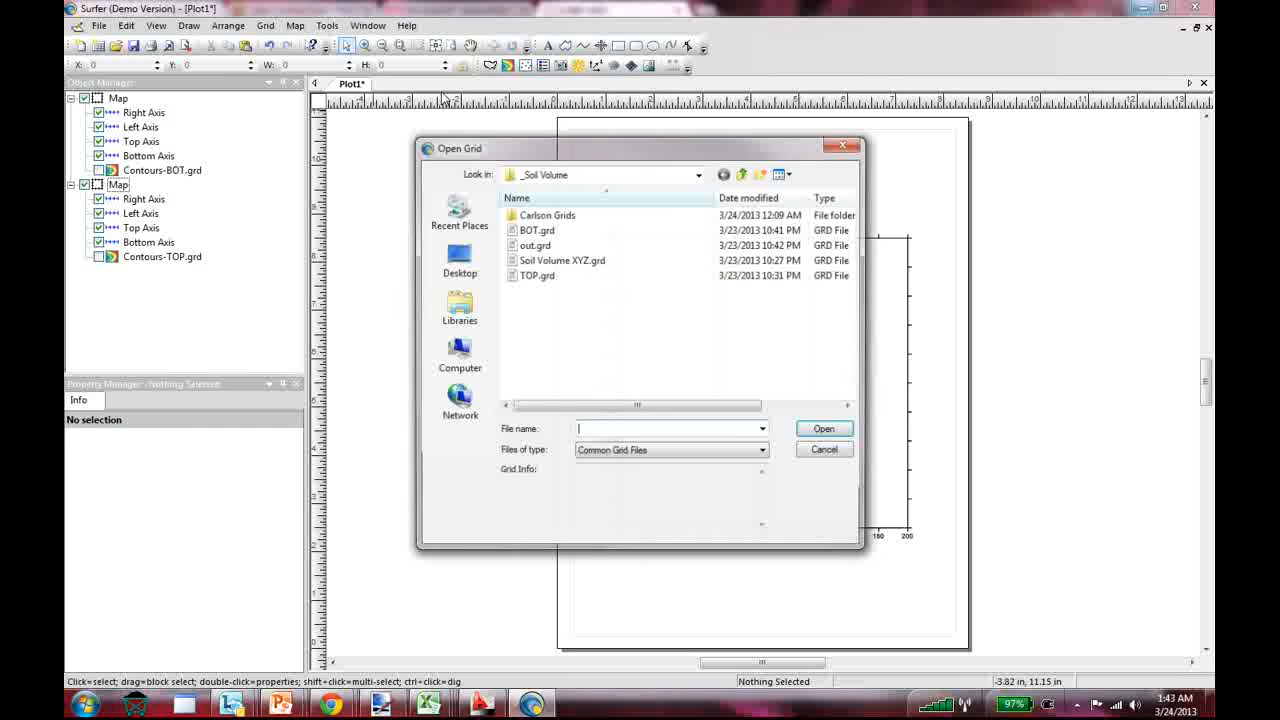 Surfer (Demo Version) - [Plot1*]
File Edit View Draw Arrange Grid Map Tools Window Help
X: 0 Y: 0 W: 0 H: 0
Object Manager
Plot1*
Map
Right Axis
Left Axis
Top Axis
Bottom Axis
Contours-BOT.grd
Map
Right Axis
Left Axis
Top Axis
Bottom Axis
Contours-TOP.grd
Property Manager - Nothing Selected
Info
No selection
Open Grid
Look in: _Soil Volume
Name Date modified Type
Carlson Grids 3/24/2013 12:09 AM File folder
BOT.grd 3/23/2013 10:41 PM GRD File
out.grd 3/23/2013 10:42 PM GRD File
Soil Volume XYZ.grd 3/23/2013 10:27 PM GRD File
TOP.grd 3/23/2013 10:31 PM GRD File
Recent Places
Desktop
Libraries
Computer
Network
File name: Open
Files of type: Common Grid Files Cancel
Grid Info:
180 200
Click=select; drag=block select; double-click=properties; shift+click=multi-select; ctrl+click=dig Nothing Selected -3.82 in, 11.15 in
97% 1:43 AM
3/24/2013